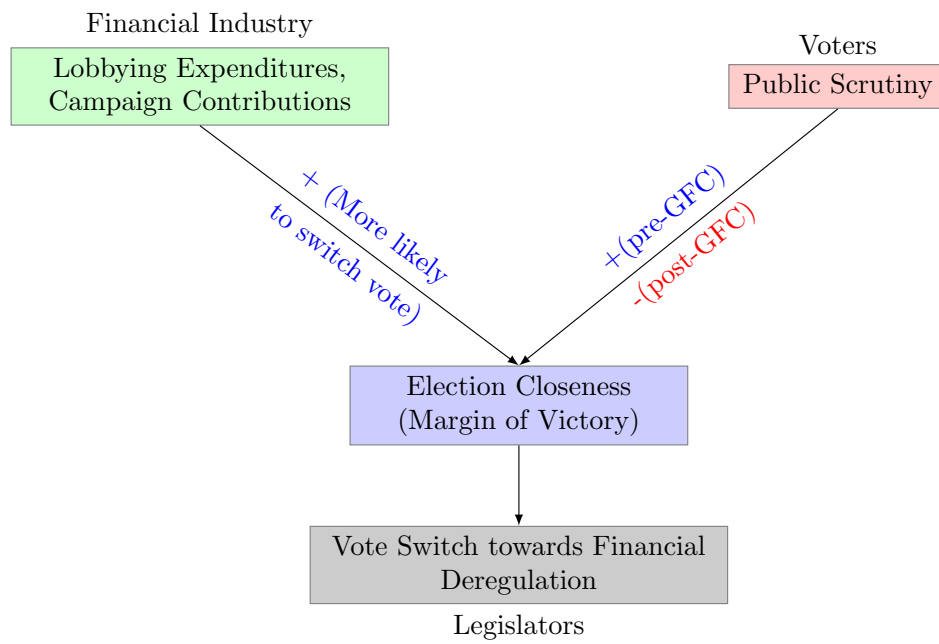 Financial Industry
Lobbying Expenditures,
Campaign Contributions
Voters
Public Scrutiny
+ (More likely
to switch vote)
+(pre-GFC)
-(post-GFC)
Election Closeness
(Margin of Victory)
Vote Switch towards Financial
Deregulation
Legislators